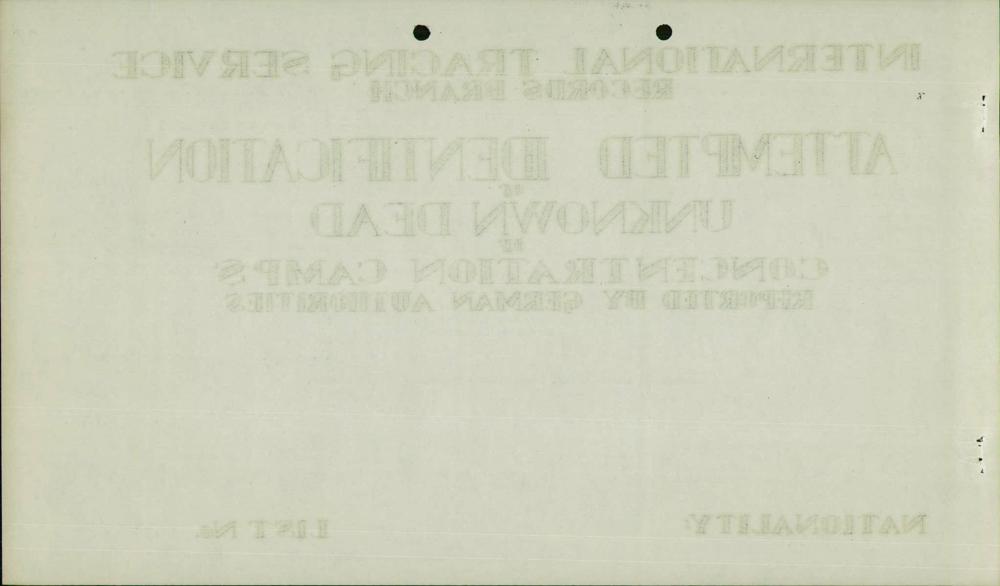 INTERNATIONAL TRACING SERVICE
RECORDS BRANCH
ATTEMPTED IDENTIFICATION
OF
UNKNOWN DEAD
OF
CONCENTRATION CAMPS
REPORTED BY GERMAN AUTHORITIES
NATIONALITY: LIST No.